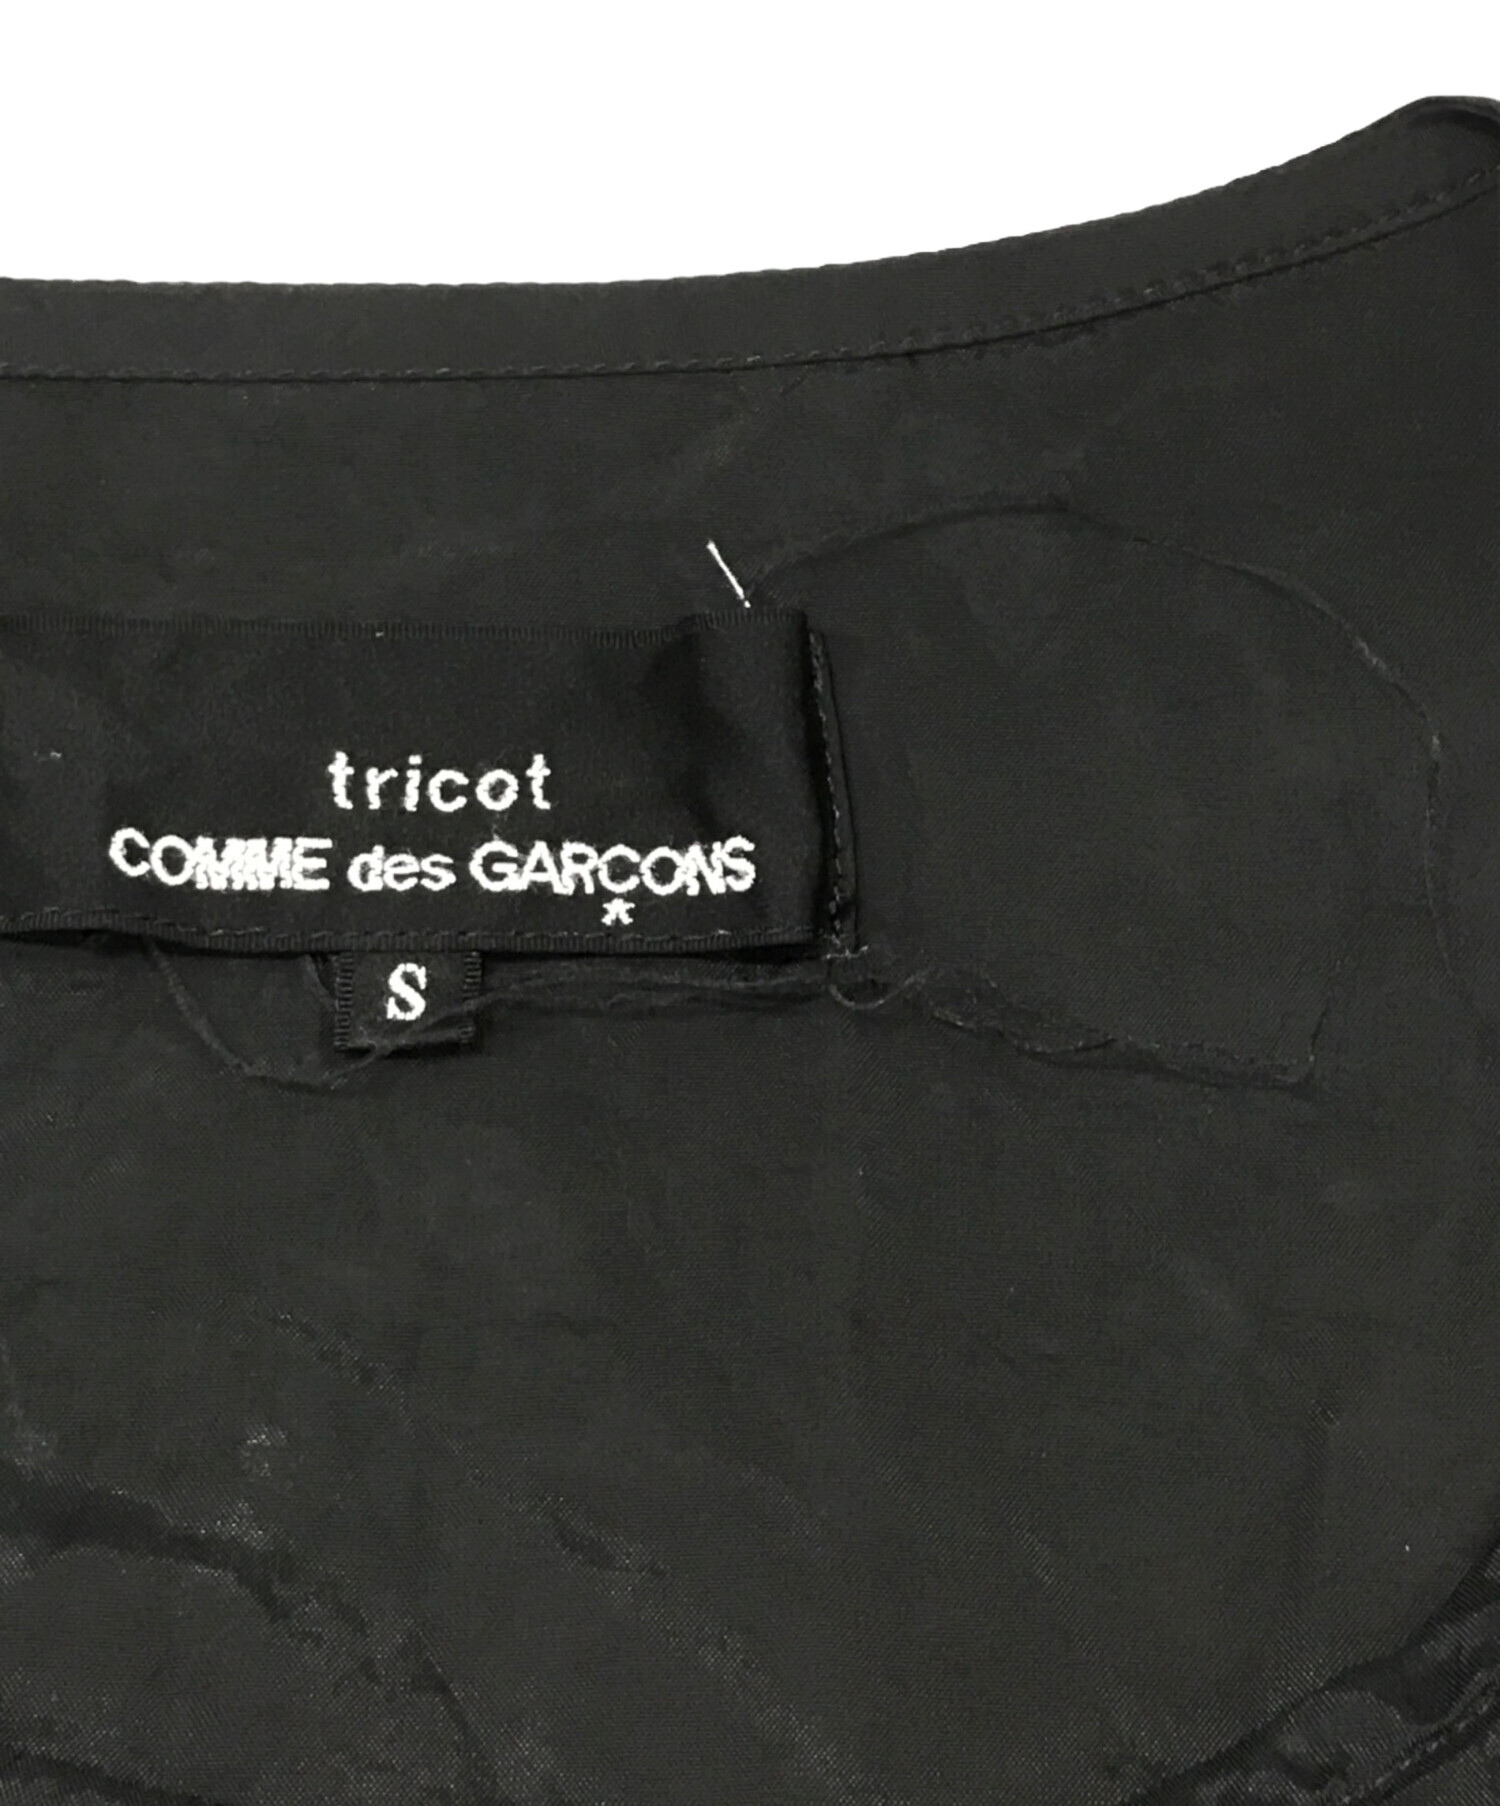 tricot
COMME des GARÇONS
*
S